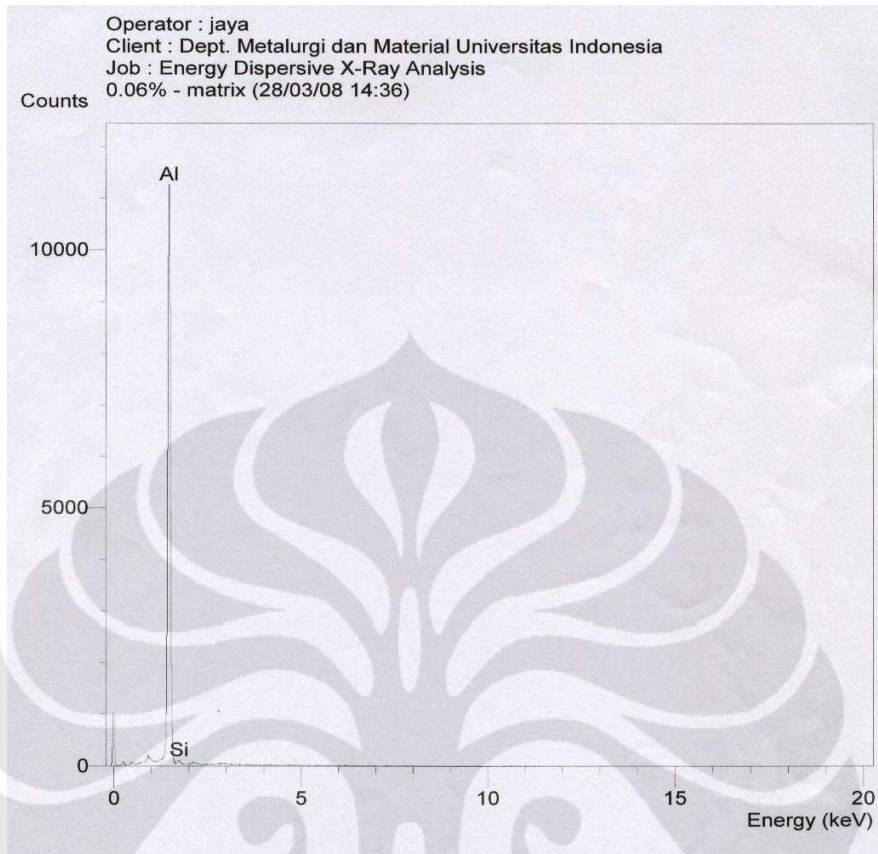 Operator : jaya
Client : Dept. Metalurgi dan Material Universitas Indonesia
Job : Energy Dispersive X-Ray Analysis
0.06% - matrix (28/03/08 14:36)
Counts
Al
10000
5000
Si
0
0 5 10 15 20
Energy (keV)